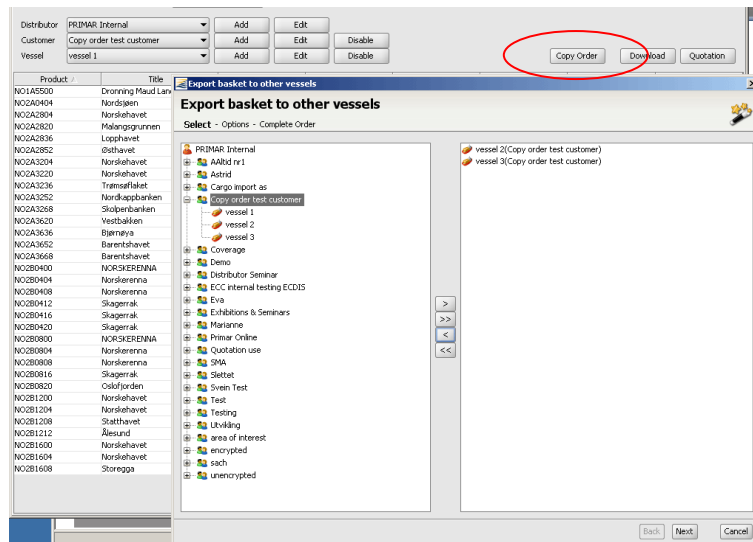 Distributor PRIMAR Internal Add Edit
Customer Copy order test customer Add Edit Disable
Vessel vessel 1 Add Edit Disable Copy Order Download Quotation
Product Title
NO1A5500 Dronning Maud Lan
NO2A0404 Nordsjøen
NO2A2804 Norskehavet
NO2A2820 Malangsgrunnen
NO2A2836 Lopphavet
NO2A2852 Østhavet
NO2A3204 Norskehavet
NO2A3220 Norskehavet
NO2A3236 Tromsøflaket
NO2A3252 Nordkappbanken
NO2A3268 Skolpenbanken
NO2A3620 Vestbakken
NO2A3636 Bjørnøya
NO2A3652 Barentshavet
NO2A3668 Barentshavet
NO2B0400 NORSKERENNA
NO2B0404 Norskerenna
NO2B0408 Norskerenna
NO2B0412 Skagerrak
NO2B0416 Skagerrak
NO2B0420 Skagerrak
NO2B0800 NORSKERENNA
NO2B0804 Norskerenna
NO2B0808 Norskerenna
NO2B0816 Skagerrak
NO2B0820 Oslofjorden
NO2B1200 Norskehavet
NO2B1204 Norskehavet
NO2B1208 Statthavet
NO2B1212 Ålesund
NO2B1600 Norskehavet
NO2B1604 Norskehavet
NO2B1608 Storegga
Export basket to other vessels
Export basket to other vessels
Select - Options - Complete Order
PRIMAR Internal
AAltid nr1
Astrid
Cargo import as
Copy order test customer
vessel 1
vessel 2
vessel 3
Coverage
Demo
Distributor Seminar
ECC internal testing ECDIS
Eva
Exhibitions & Seminars
Marianne
Primar Online
Quotation use
SMA
Slettet
Svein Test
Test
Testing
Utvikling
area of interest
encrypted
sach
unencrypted
>
>>
<
<<
vessel 2(Copy order test customer)
vessel 3(Copy order test customer)
Back Next Cancel